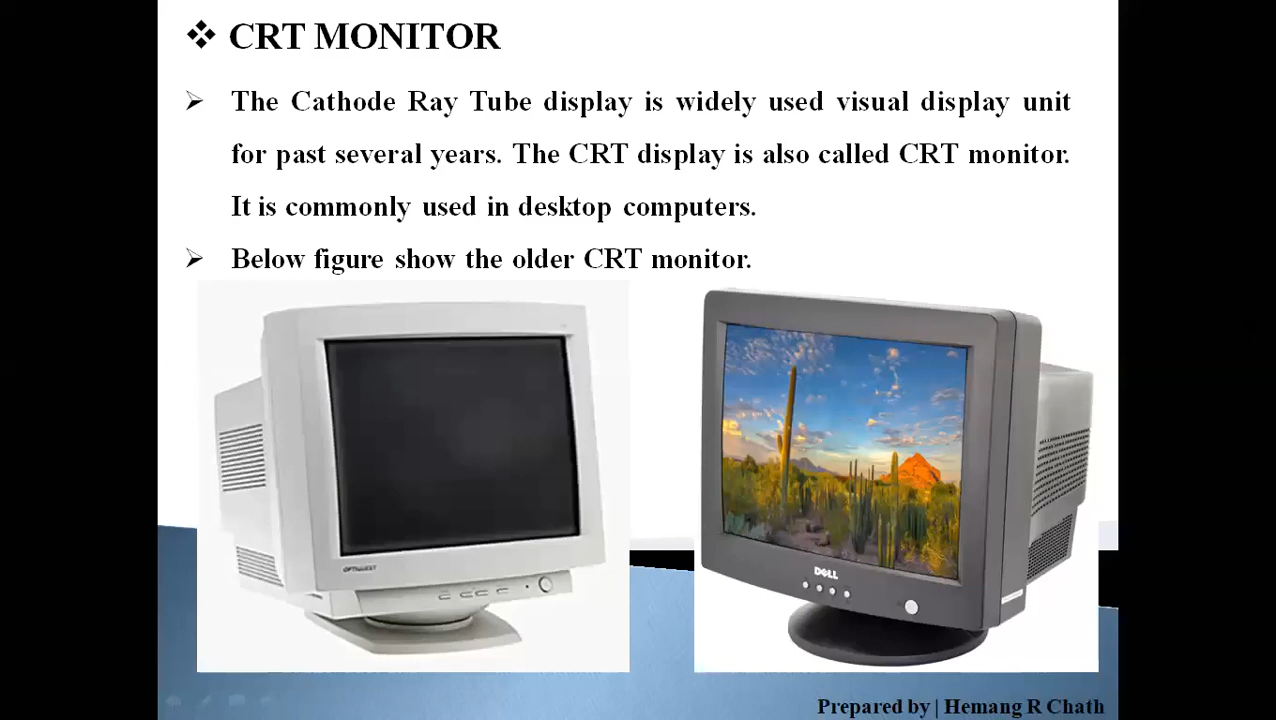 CRT MONITOR
The Cathode Ray Tube display is widely used visual display unit
for past several years. The CRT display is also called CRT monitor.
It is commonly used in desktop computers.
Below figure show the older CRT monitor.
OPTIQUEST
DELL
Prepared by | Hemang R Chath